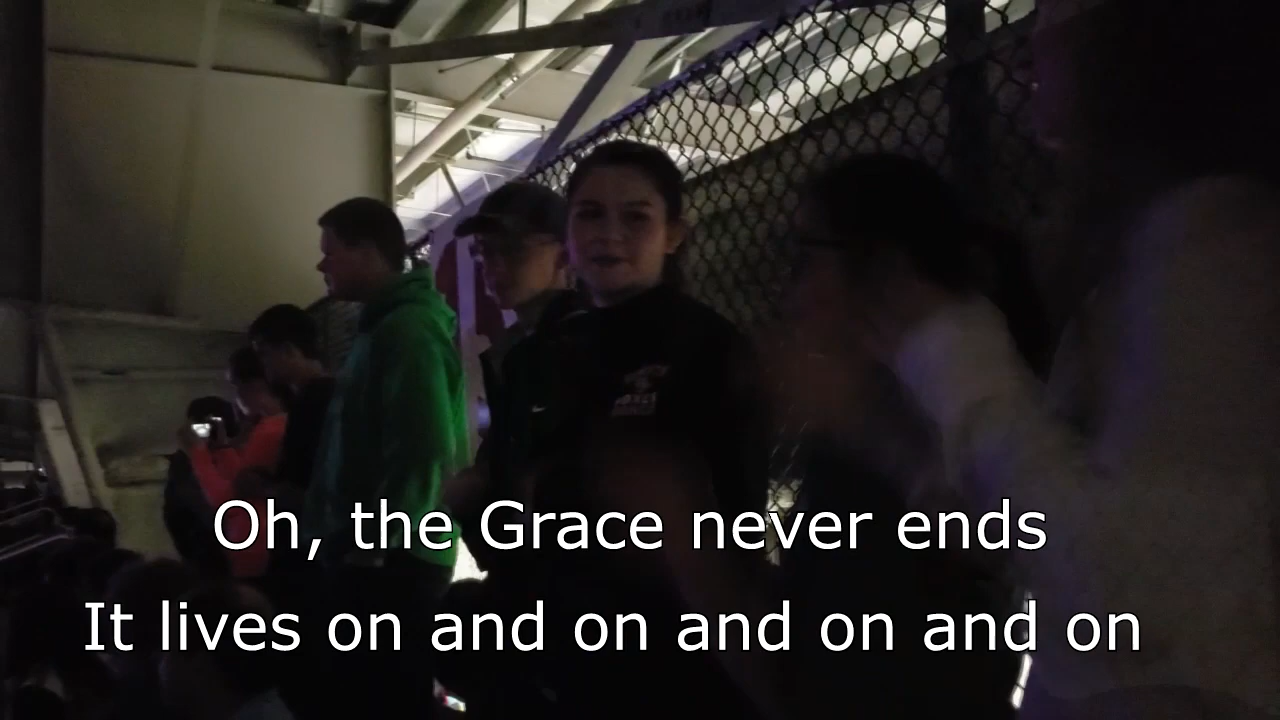 Oh, the Grace never ends
It lives on and on and on and on